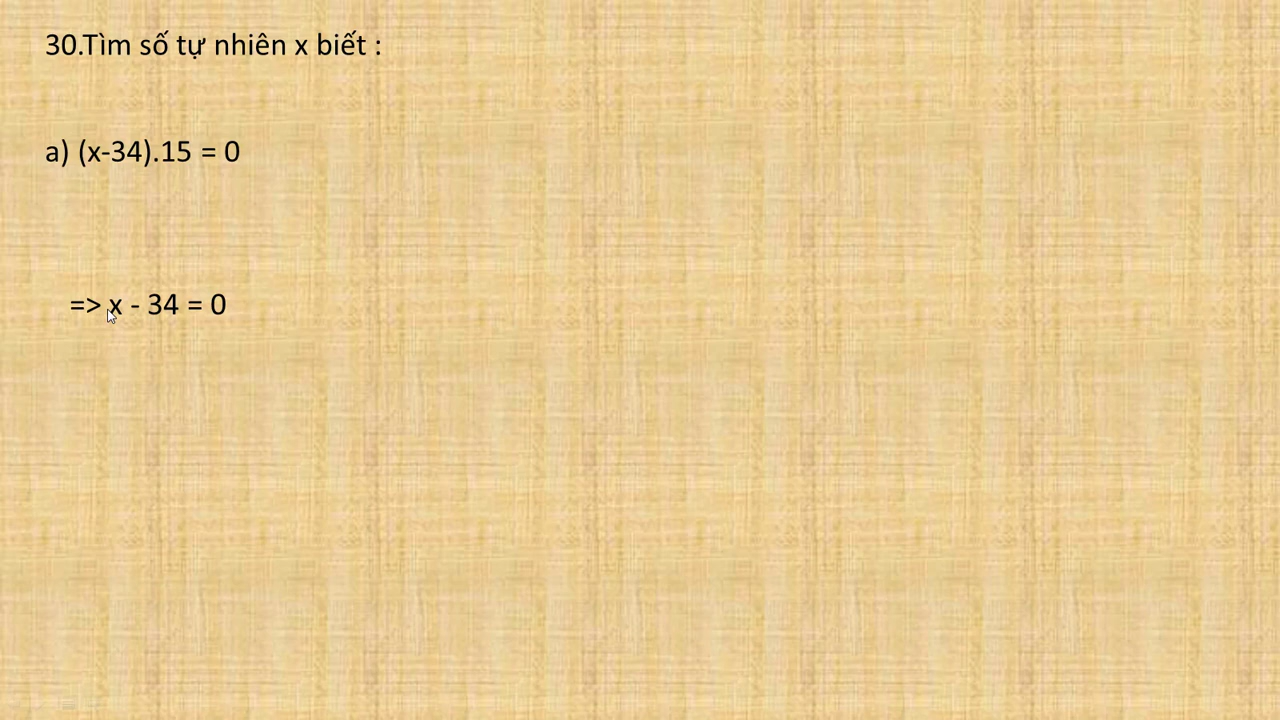 30.Tìm số tự nhiên x biết :
a) (x-34).15 = 0
=> x - 34 = 0